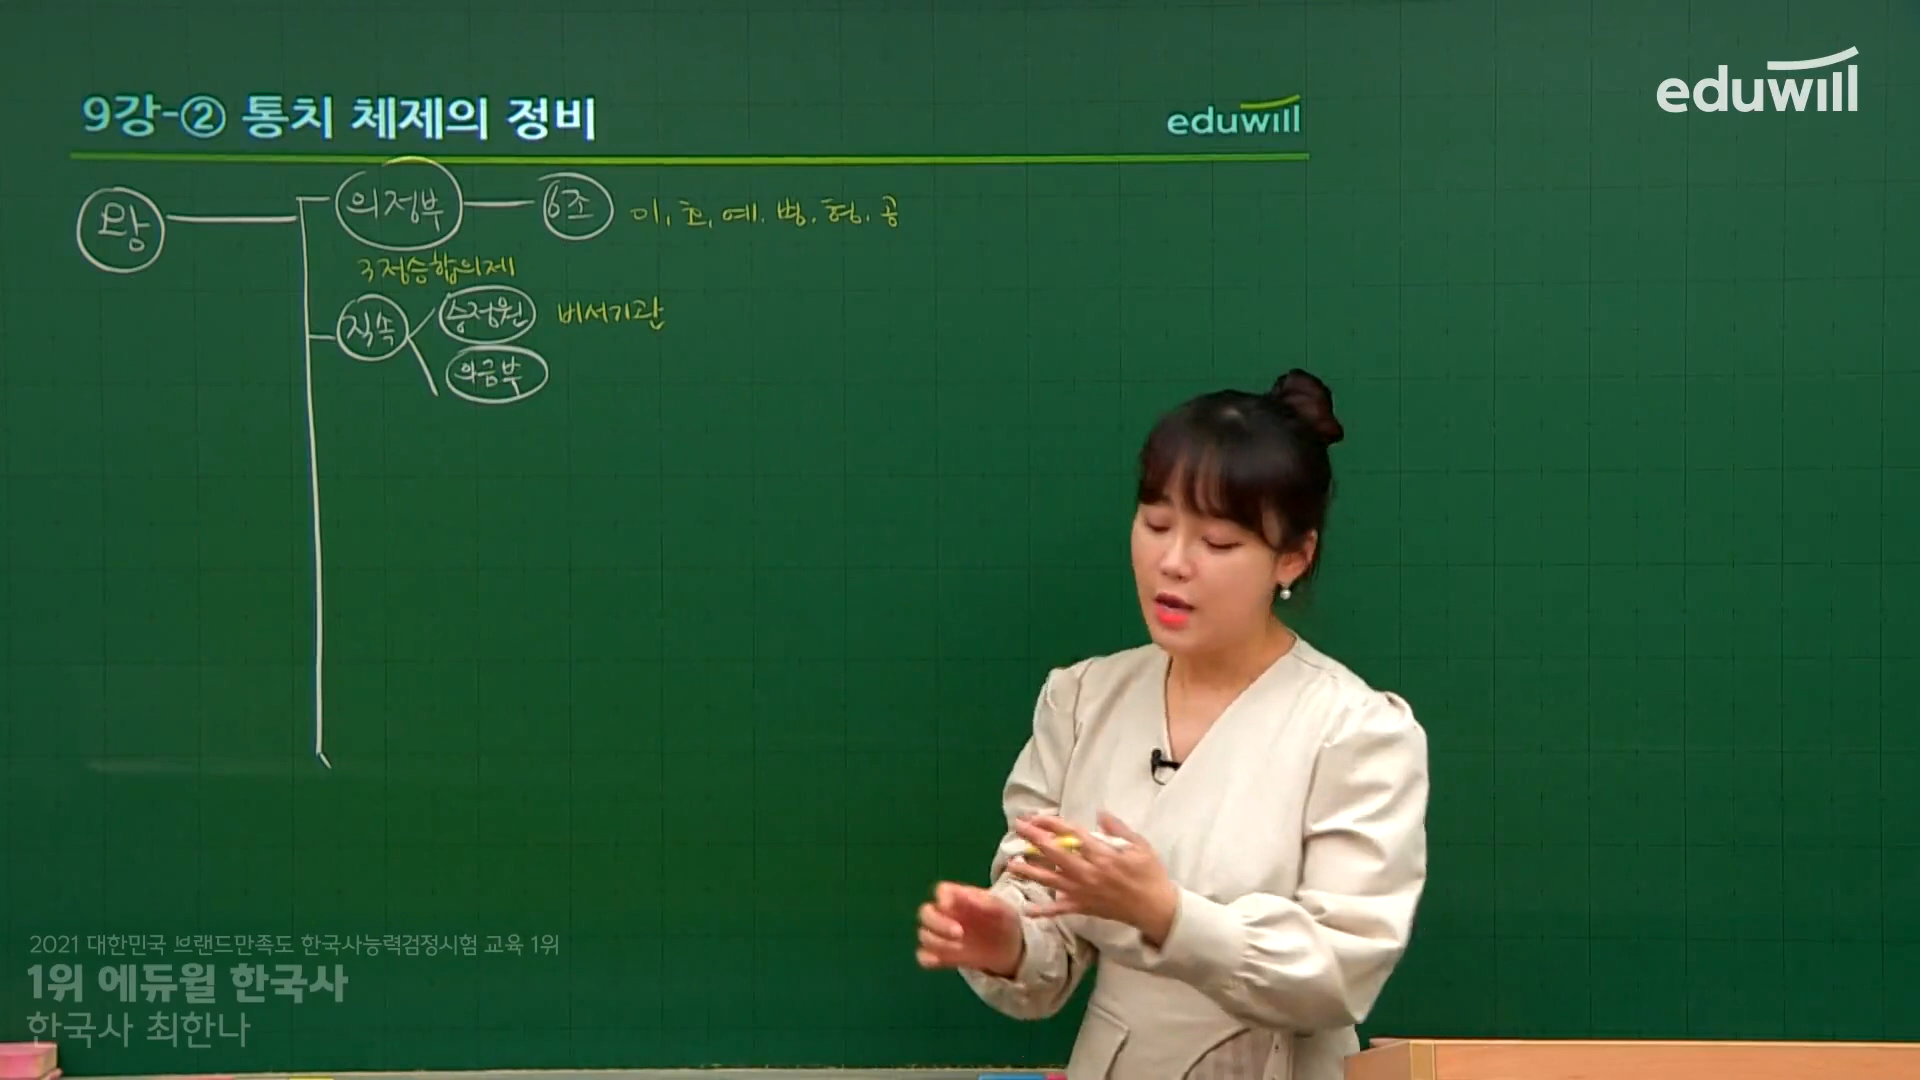 eduwill
9강-② 통치 체제의 정비
eduwill
왕
의정부
6조
이, 호, 예. 병. 형. 공
3정승합의제
직속
승정원
비서기관
의금부
2021 대한민국 브랜드만족도 한국사능력검정시험 교육 1위
1위 에듀윌 한국사
한국사 최한나